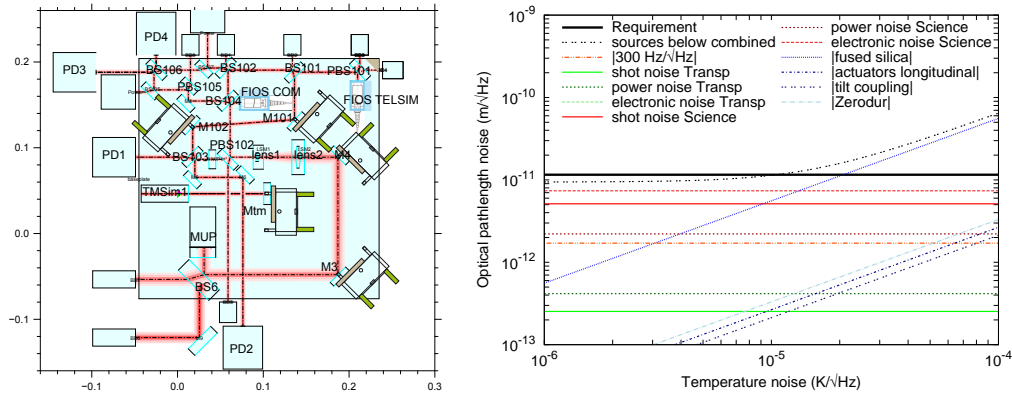 PD4
PD3
BS106
BS102
BS101
PBS101
PBS105
BS104
FIOS COM
FIOS TELSIM
M102
M101
PBS102
PD1
BS103
lens1
lens2
M4
TMSim1
Mtm
MUP
M3
BS6
PD2
0.2
0.1
0.0
−0.1
−0.1
0.0
0.1
0.2
0.3
Optical pathlength noise (m/√Hz)
10^-9
10^-10
10^-11
10^-12
10^-13
Requirement
sources below combined
|300 Hz/√Hz|
shot noise Transp
power noise Transp
electronic noise Transp
shot noise Science
power noise Science
electronic noise Science
|fused silica|
|actuators longitudinal|
|tilt coupling|
|Zerodur|
10^-6
10^-5
10^-4
Temperature noise (K/√Hz)